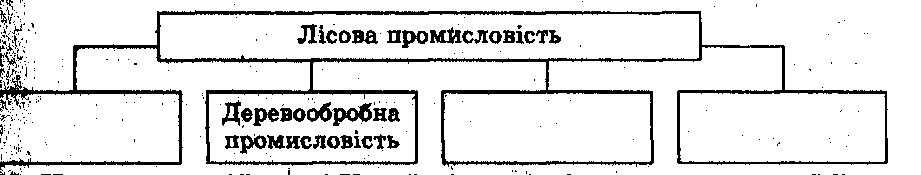 Лісова промисловість
Деревообробна
промисловість